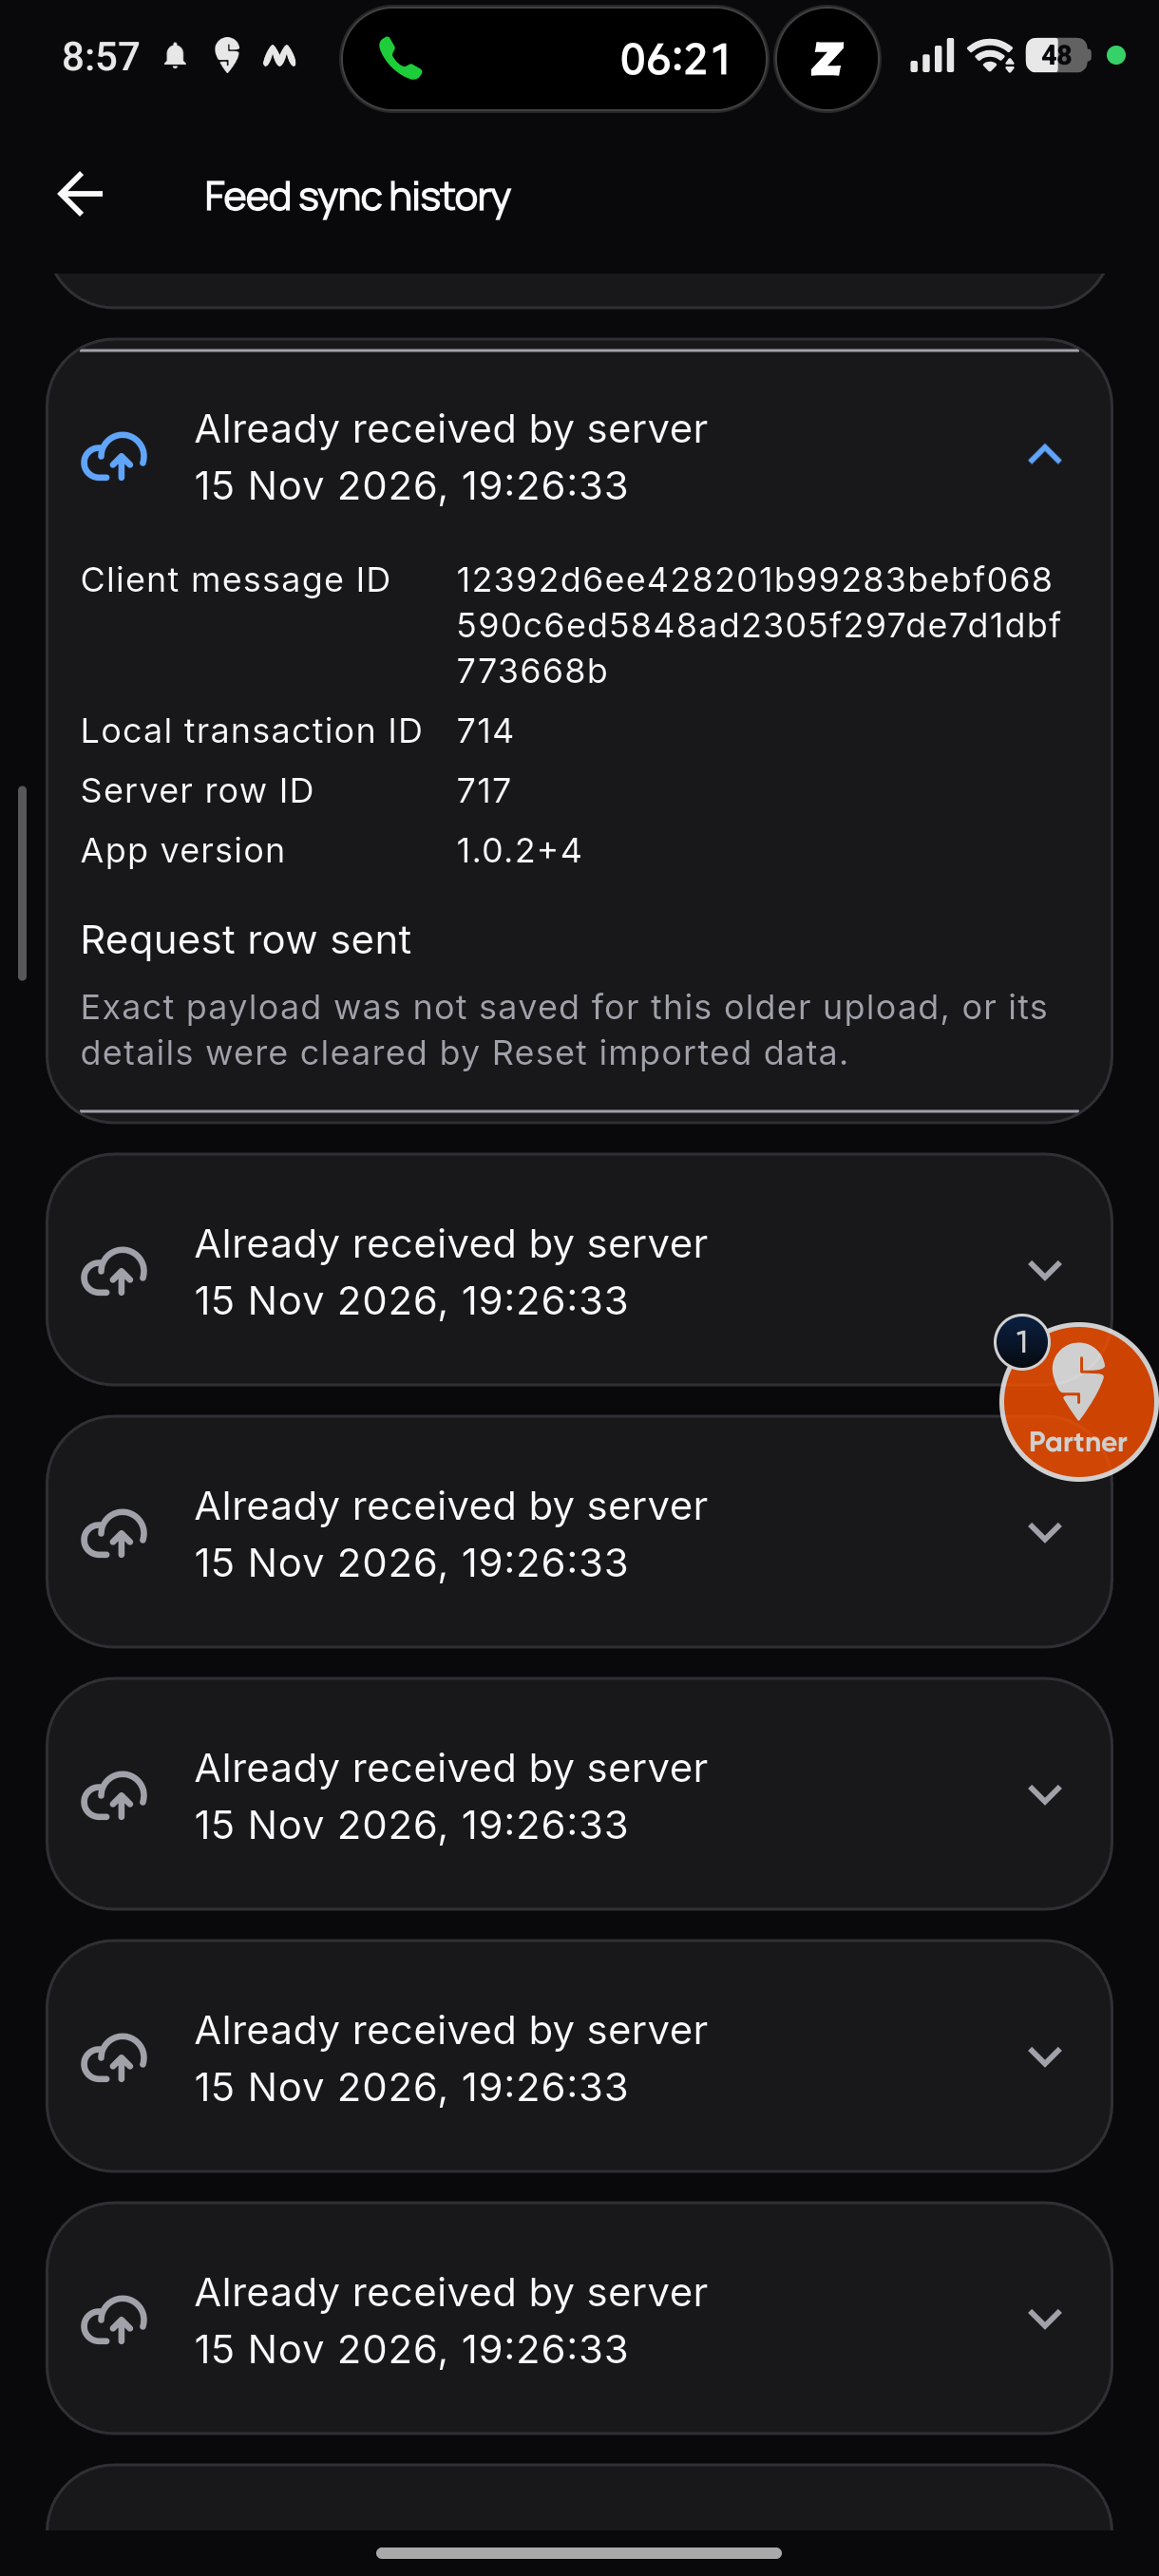 8:57
06:21
48
Feed sync history
Already received by server
15 Nov 2026, 19:26:33
Client message ID 12392d6ee428201b99283bebf068
590c6ed5848ad2305f297de7d1dbf
773668b
Local transaction ID 714
Server row ID 717
App version 1.0.2+4
Request row sent
Exact payload was not saved for this older upload, or its
details were cleared by Reset imported data.
Already received by server
15 Nov 2026, 19:26:33
1
Partner
Already received by server
15 Nov 2026, 19:26:33
Already received by server
15 Nov 2026, 19:26:33
Already received by server
15 Nov 2026, 19:26:33
Already received by server
15 Nov 2026, 19:26:33